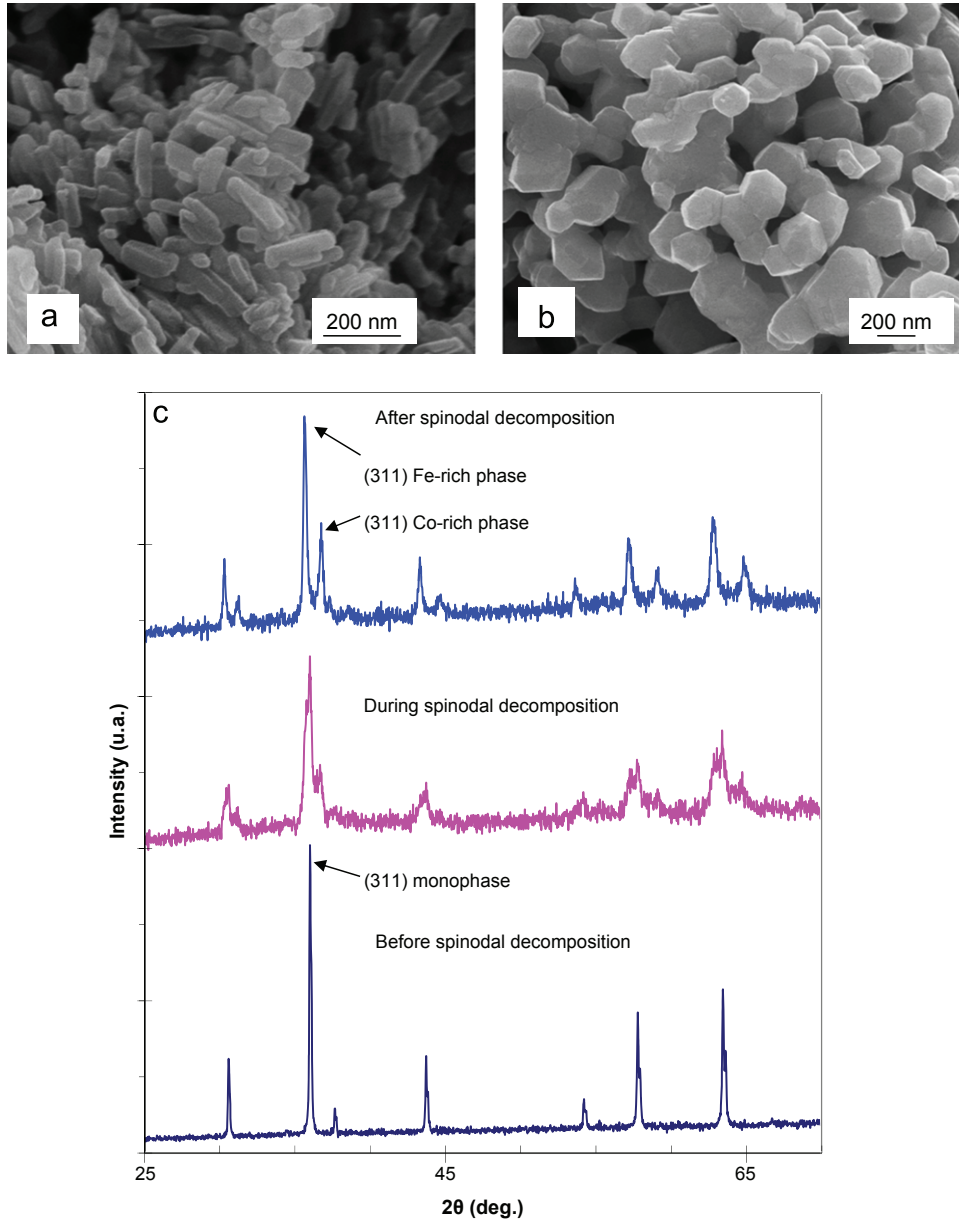 a
200 nm
b
200 nm
c
After spinodal decomposition
(311) Fe-rich phase
(311) Co-rich phase
During spinodal decomposition
(311) monophase
Before spinodal decomposition
Intensity (u.a.)
25
45
65
2θ (deg.)